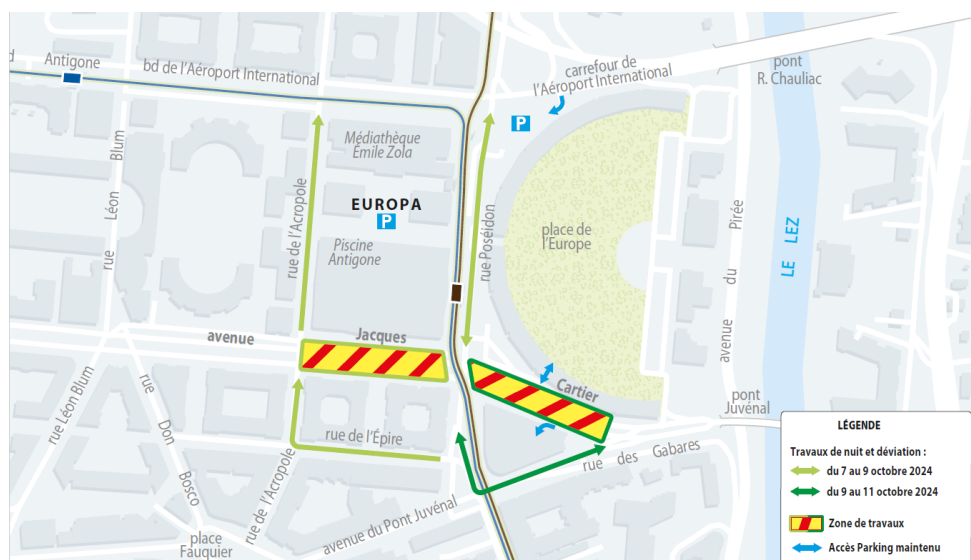 d
Antigone
bd de l'Aéroport International
carrefour de
l'Aéroport International
pont
R. Chauliac
P
Médiathèque
Émile Zola
rue Léon Blum
rue de l'Acropole
EUROPA
P
Piscine
Antigone
rue Poséidon
place de
l'Europe
avenue du Pirée
LE LEZ
avenue Jacques Cartier
rue Léon Blum
rue Don Bosco
rue de l'Épire
rue de l'Acropole
place
Fauquier
avenue du Pont Juvénal
rue des Gabares
pont
Juvénal
LÉGENDE
Travaux de nuit et déviation :
du 7 au 9 octobre 2024
du 9 au 11 octobre 2024
Zone de travaux
Accès Parking maintenu